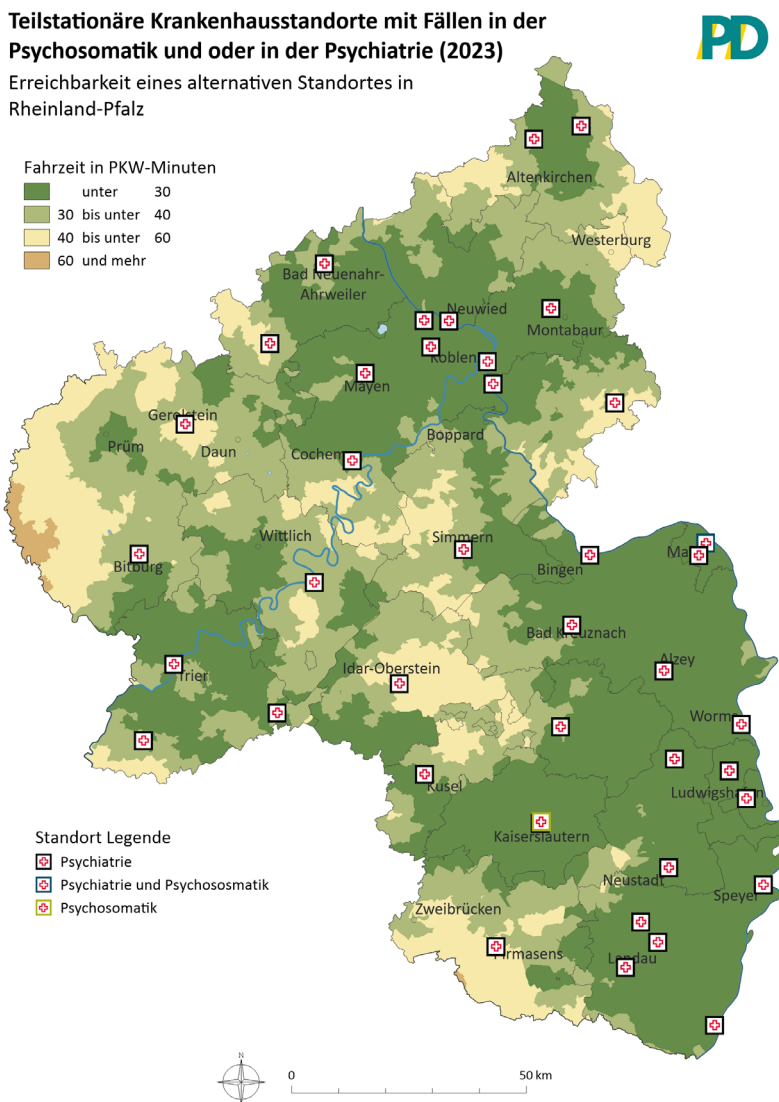 Teilstationäre Krankenhausstandorte mit Fällen in der
Psychosomatik und oder in der Psychiatrie (2023)
PD
Erreichbarkeit eines alternativen Standortes in
Rheinland-Pfalz
Fahrzeit in PKW-Minuten
unter 30
30 bis unter 40
40 bis unter 60
60 und mehr
Altenkirchen
Westerburg
Bad Neuenahr-
Ahrweiler
Neuwied
Montabaur
Koblen
Mayen
Gerolstein
Prüm
Daun
Boppard
Cochem
Wittlich
Simmern
Bitburg
Bingen
Ma
Bad Kreuznach
Alzey
Trier
Idar-Oberstein
Worm
Kusel
Ludwigshafen
Kaiserslautern
Neustadt
Speyer
Zweibrücken
Pirmasens
Landau
Standort Legende
Psychiatrie
Psychiatrie und Psychososmatik
Psychosomatik
N
0 50 km